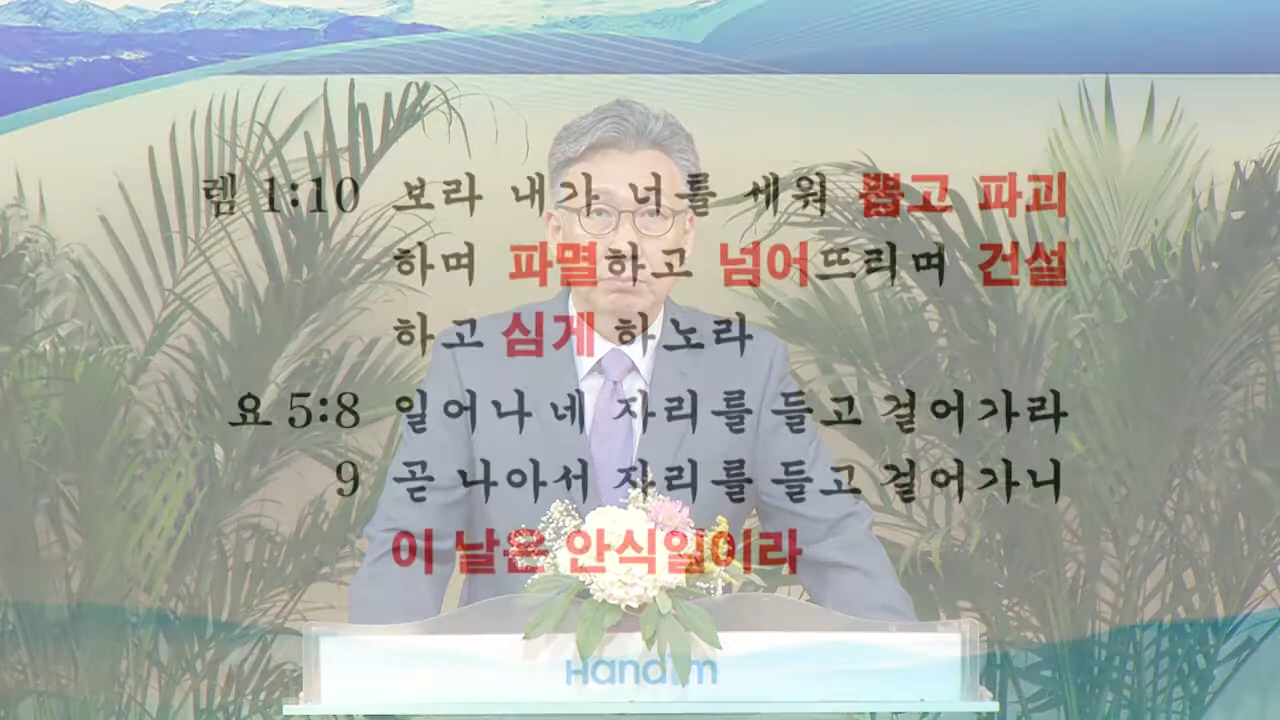 렘 1:10 보라 내가 너를 세워 뽑고 파괴
하며 파멸하고 넘어뜨리며 건설
하고 심게 하노라
요 5:8 일어나 네 자리를 들고 걸어가라
9 곧 나아서 자리를 들고 걸어가니
이 날은 안식일이라